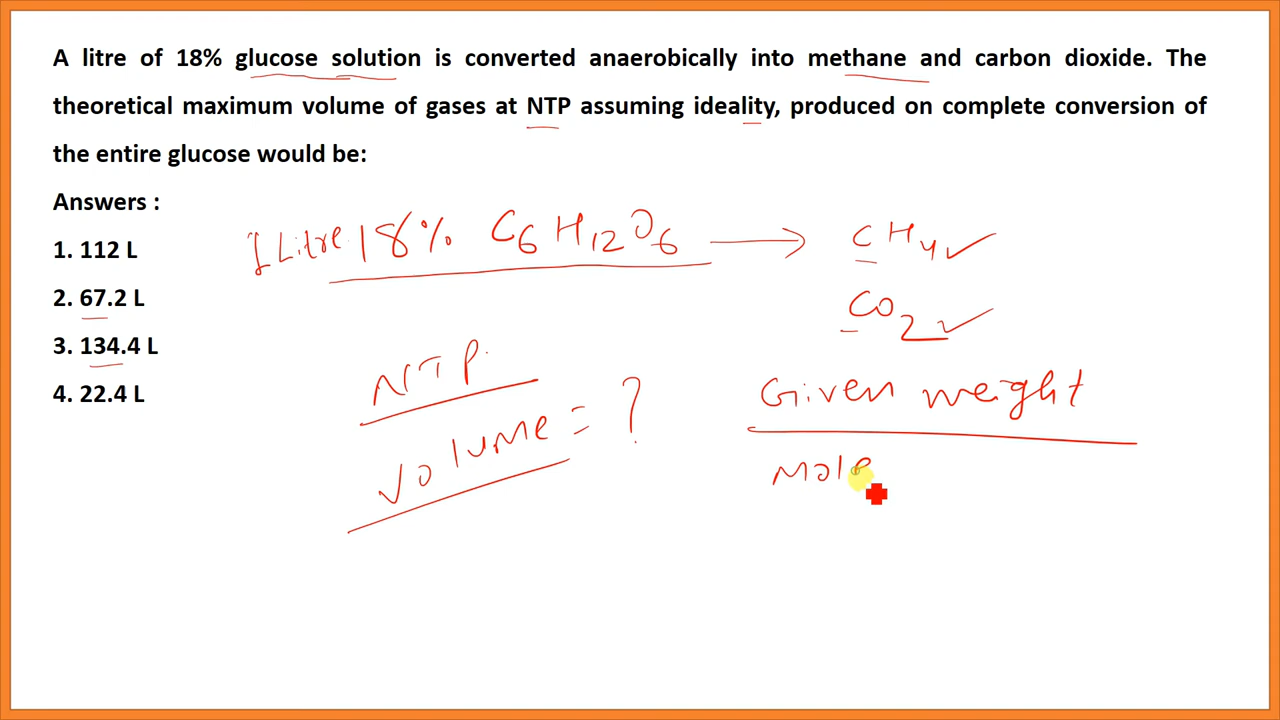 A litre of 18% glucose solution is converted anaerobically into methane and carbon dioxide. The
theoretical maximum volume of gases at NTP assuming ideality, produced on complete conversion of
the entire glucose would be:
Answers :
1. 112 L
2. 67.2 L
3. 134.4 L
4. 22.4 L
1 Litre 18% C6H12O6 → CH4 ✓
CO2 ✓
NTP
Volume = ?
Given weight
Mole